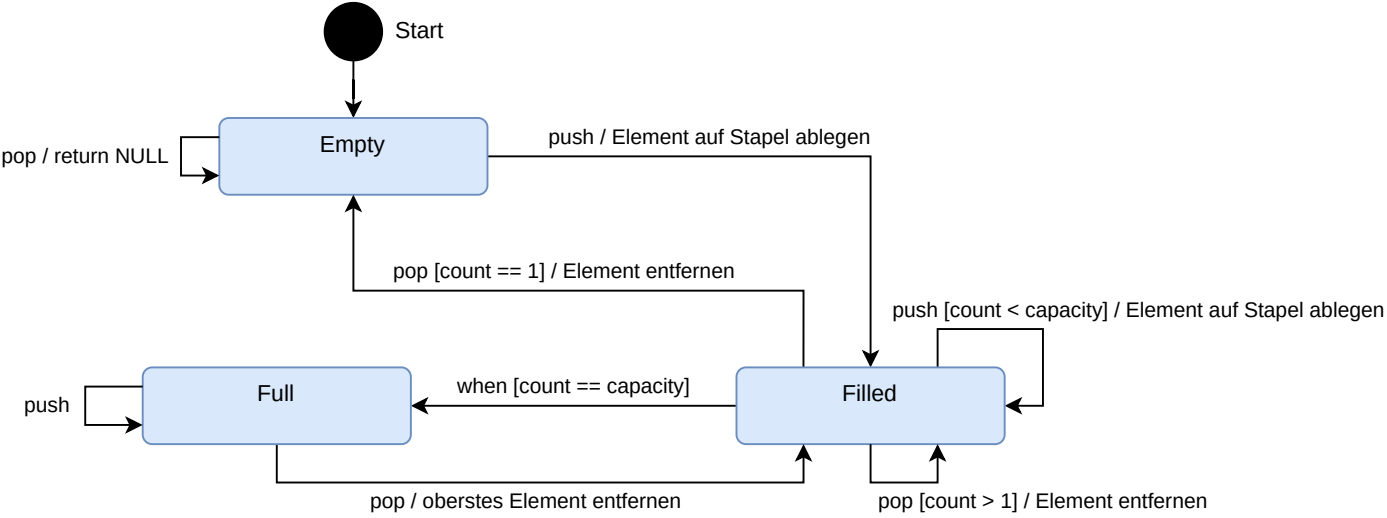 Start
Empty
pop / return NULL
push / Element auf Stapel ablegen
pop [count == 1] / Element entfernen
push [count < capacity] / Element auf Stapel ablegen
Full
when [count == capacity]
Filled
push
pop / oberstes Element entfernen
pop [count > 1] / Element entfernen